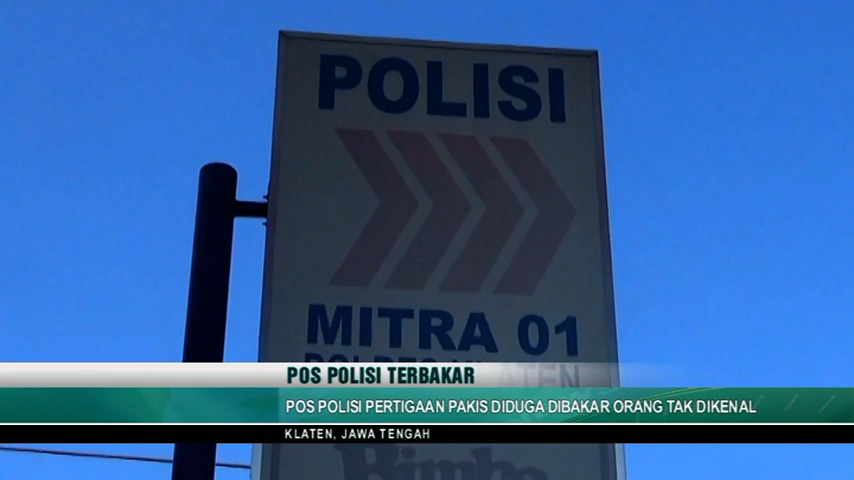 POLISI
MITRA 01
POS POLISI TERBAKAR
POS POLISI PERTIGAAN PAKIS DIDUGA DIBAKAR ORANG TAK DIKENAL
KLATEN, JAWA TENGAH